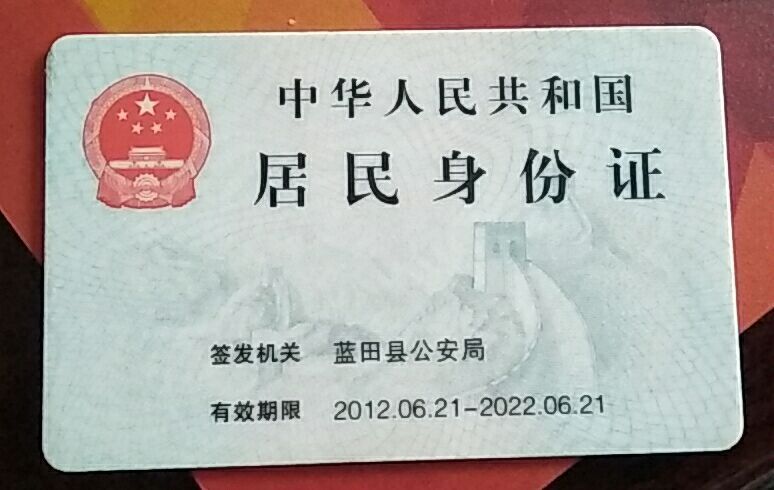 中华人民共和国
居民身份证
签发机关 蓝田县公安局
有效期限 2012.06.21-2022.06.21